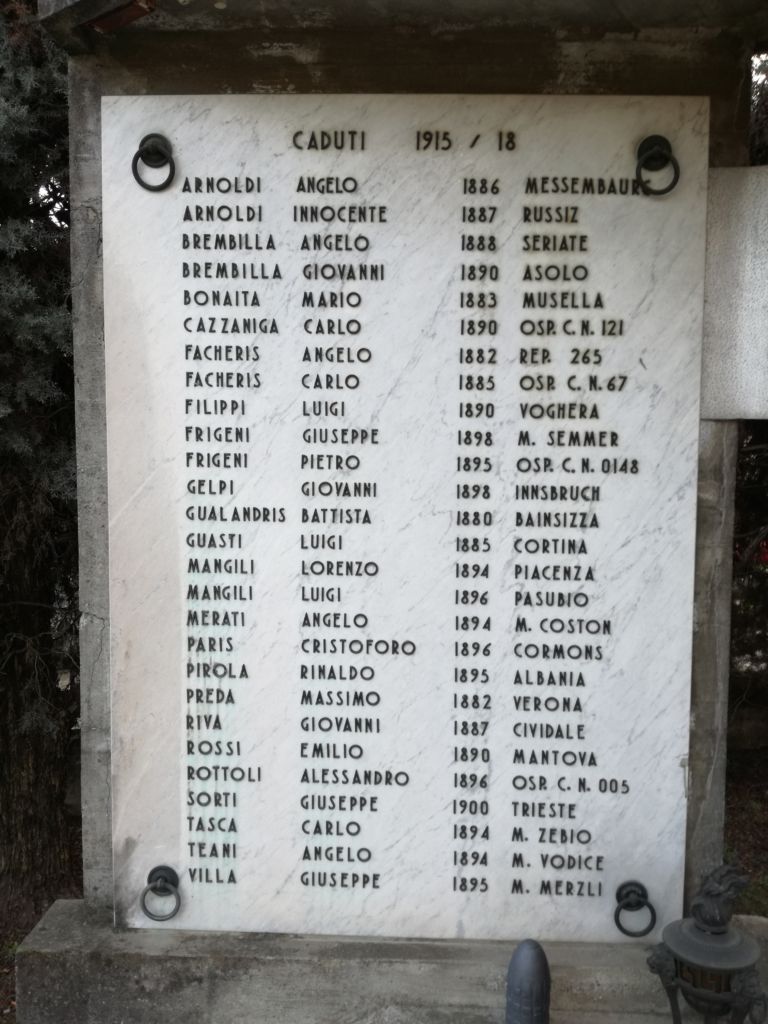 CADUTI 1915 / 18
ARNOLDI ANGELO 1886 MESSEMBAURG
ARNOLDI INNOCENTE 1887 RUSSIZ
BREMBILLA ANGELO 1888 SERIATE
BREMBILLA GIOVANNI 1890 ASOLO
BONAITA MARIO 1883 MUSELLA
CAZZANIGA CARLO 1890 OSP. C. N. 121
FACHERIS ANGELO 1882 REP. 265
FACHERIS CARLO 1885 OSP. C. N. 67
FILIPPI LUIGI 1890 VOGHERA
FRIGENI GIUSEPPE 1898 M. SEMMER
FRIGENI PIETRO 1895 OSP. C. N. 0148
GELPI GIOVANNI 1898 INNSBRUCH
GUALANDRIS BATTISTA 1880 BAINSIZZA
GUASTI LUIGI 1885 CORTINA
MANGILI LORENZO 1894 PIACENZA
MANGILI LUIGI 1896 PASUBIO
MERATI ANGELO 1894 M. COSTON
PARIS CRISTOFORO 1896 CORMONS
PIROLA RINALDO 1895 ALBANIA
PREDA MASSIMO 1882 VERONA
RIVA GIOVANNI 1887 CIVIDALE
ROSSI EMILIO 1890 MANTOVA
ROTTOLI ALESSANDRO 1896 OSP. C. N. 005
SORTI GIUSEPPE 1900 TRIESTE
TASCA CARLO 1894 M. ZEBIO
TEANI ANGELO 1894 M. VODICE
VILLA GIUSEPPE 1895 M. MERZLI